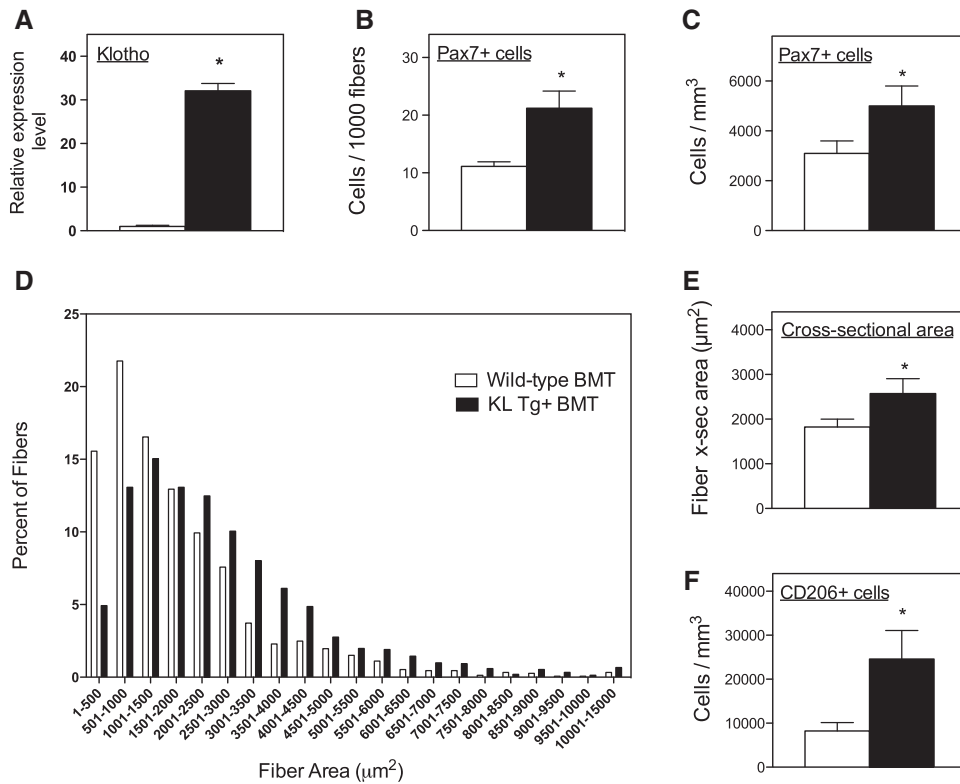 A
Klotho
Relative expression
level
40
30
20
10
0
*
B
Pax7+ cells
Cells / 1000 fibers
30
20
10
0
*
C
Pax7+ cells
Cells / mm³
6000
4000
2000
0
*
D
Percent of Fibers
25
20
15
10
5
0
Wild-type BMT
KL Tg+ BMT
1-500
501-1000
1001-1500
1501-2000
2001-2500
2501-3000
3001-3500
3501-4000
4001-4500
4501-5000
5001-5500
5501-6000
6001-6500
6501-7000
7001-7500
7501-8000
8001-8500
8501-9000
9001-9500
9501-10000
10001-15000
Fiber Area (μm²)
E
Cross-sectional area
Fiber x-sec area (μm²)
4000
3000
2000
1000
0
*
F
CD206+ cells
Cells / mm³
40000
30000
20000
10000
0
*